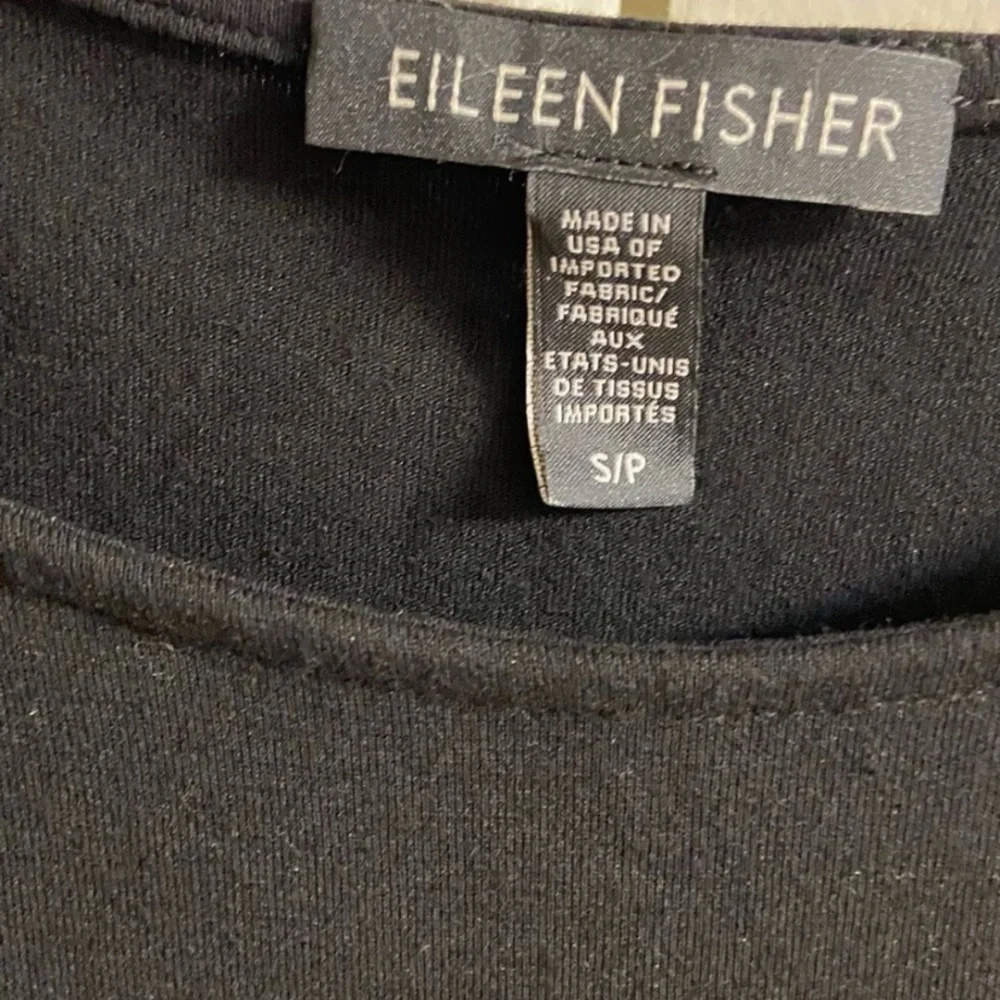 EILEEN FISHER
MADE IN
USA OF
IMPORTED
FABRIC/
FABRIQUÉ
AUX
ETATS-UNIS
DE TISSUS
IMPORTÉS
S/P